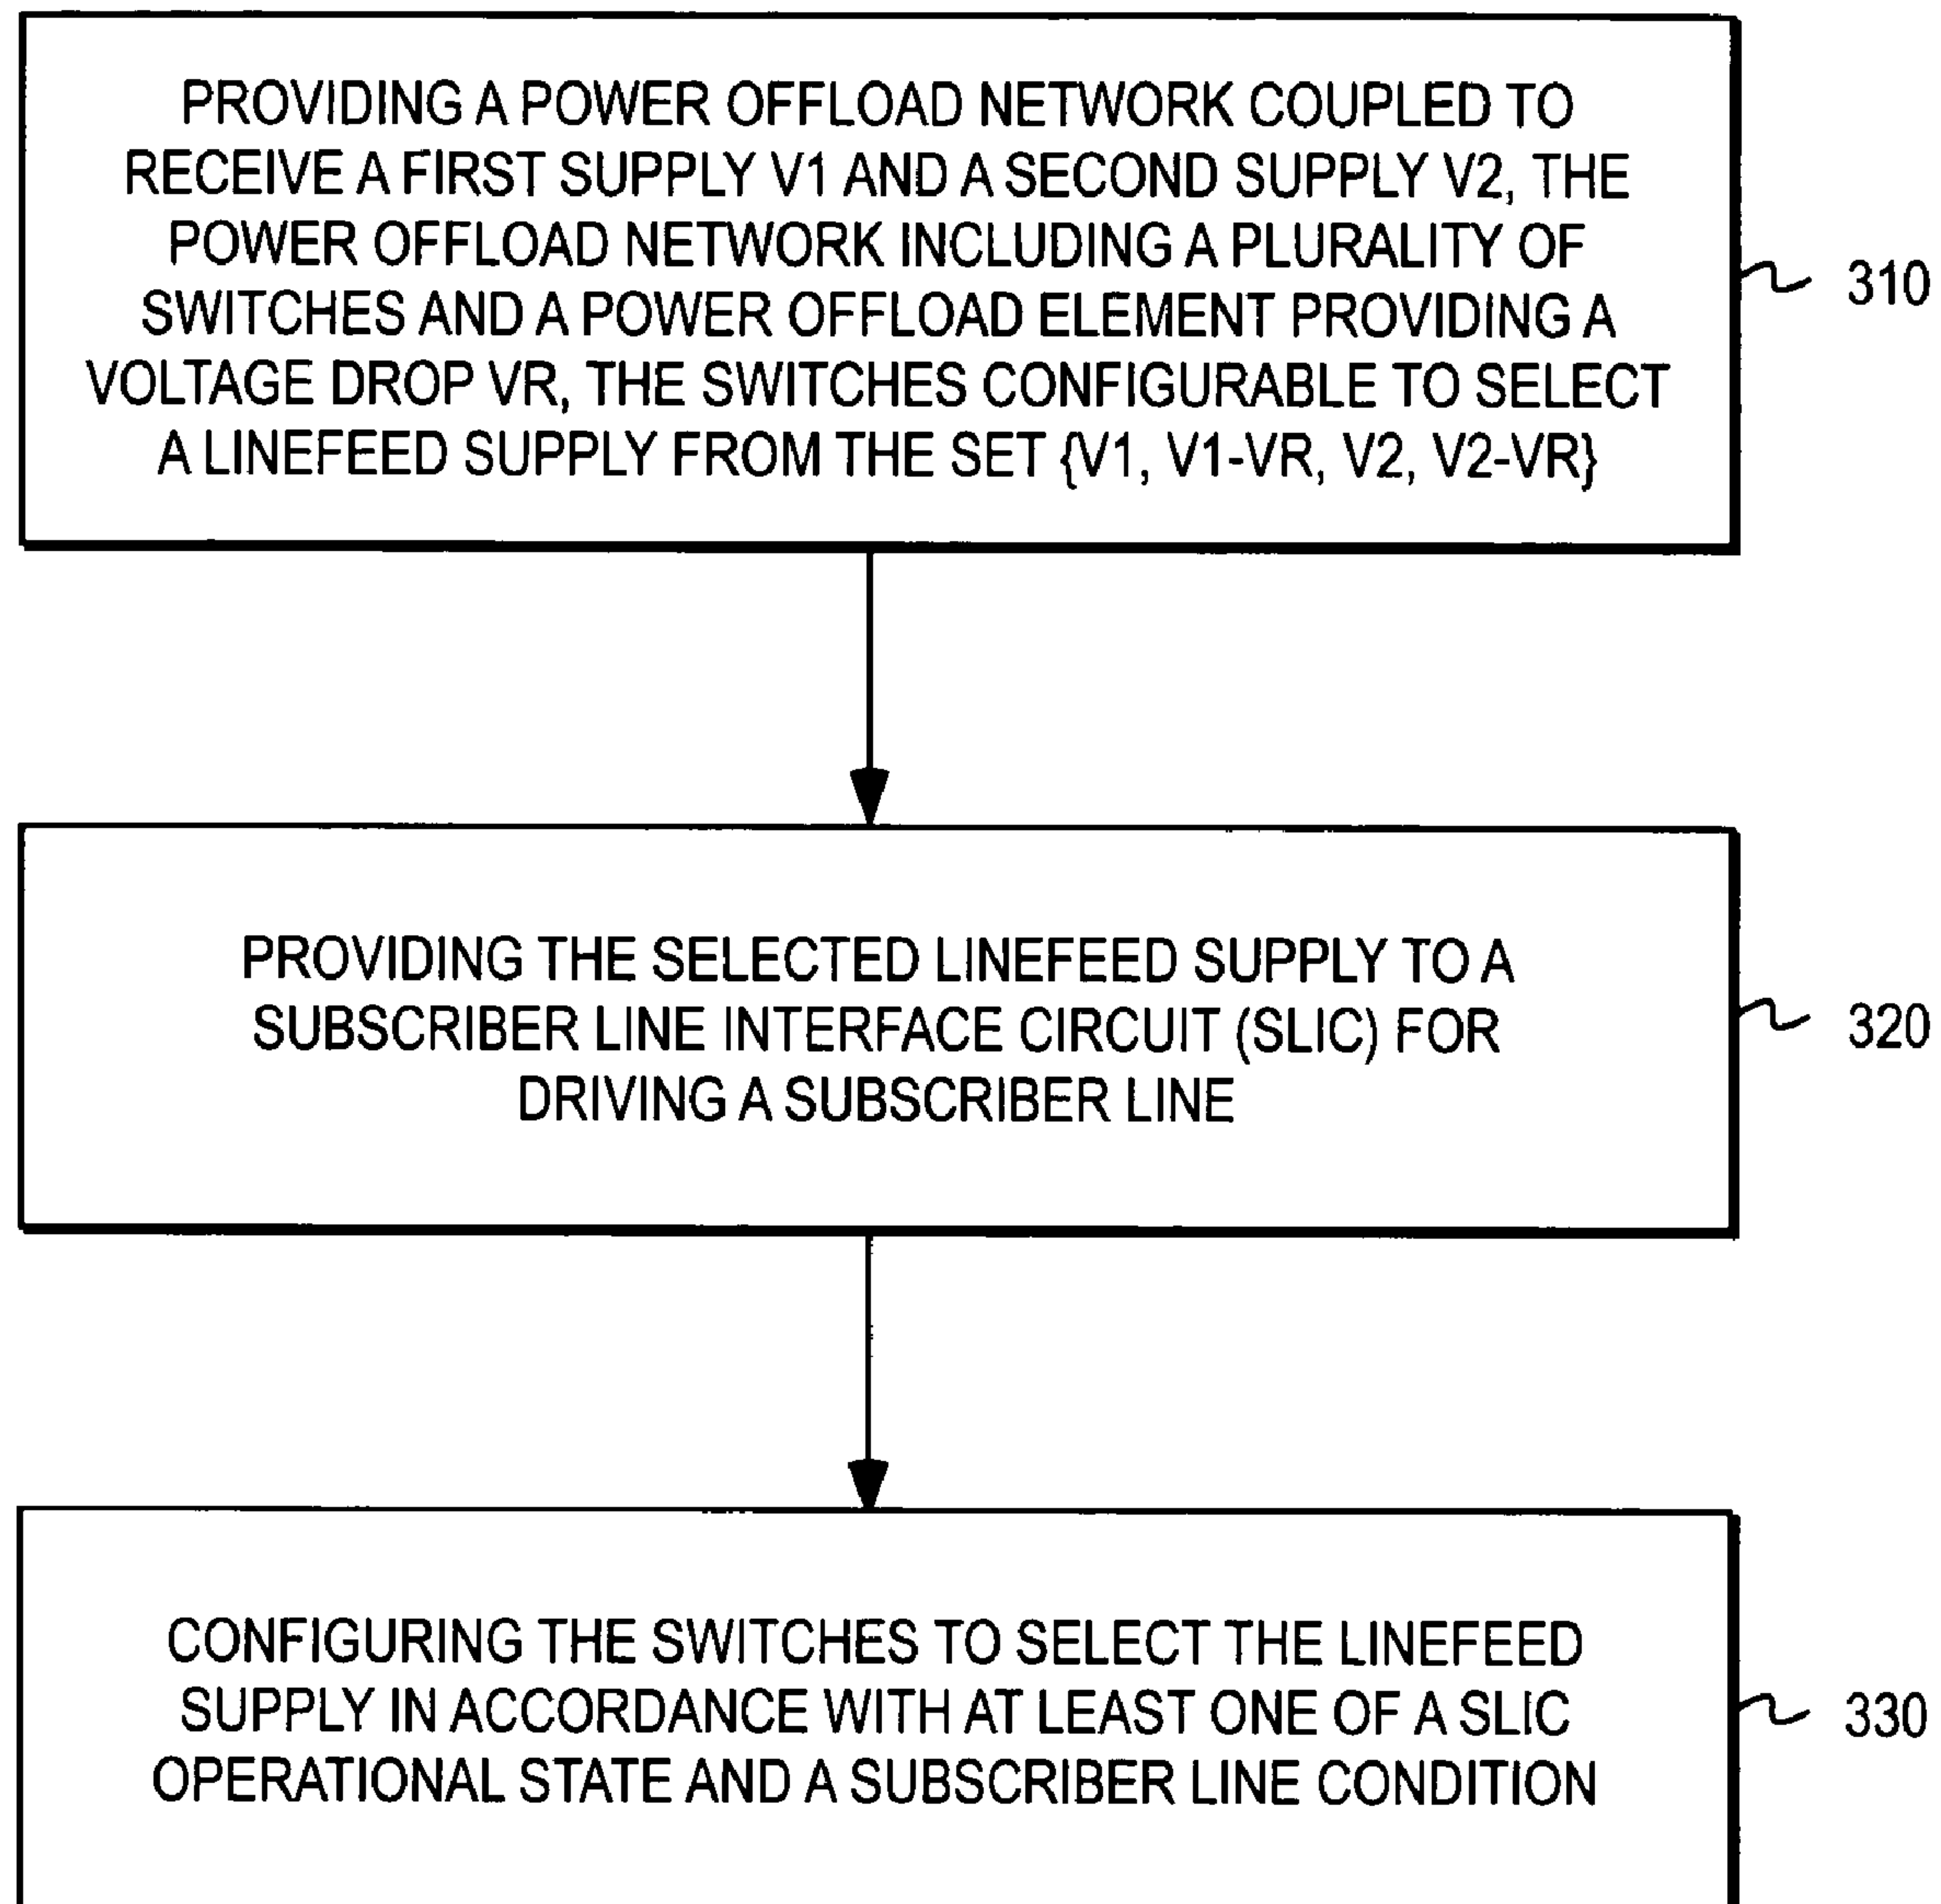 PROVIDING A POWER OFFLOAD NETWORK COUPLED TO
RECEIVE A FIRST SUPPLY V1 AND A SECOND SUPPLY V2, THE
POWER OFFLOAD NETWORK INCLUDING A PLURALITY OF
SWITCHES AND A POWER OFFLOAD ELEMENT PROVIDING A
VOLTAGE DROP VR, THE SWITCHES CONFIGURABLE TO SELECT
A LINEFEED SUPPLY FROM THE SET {V1, V1-VR, V2, V2-VR}
310
PROVIDING THE SELECTED LINEFEED SUPPLY TO A
SUBSCRIBER LINE INTERFACE CIRCUIT (SLIC) FOR
DRIVING A SUBSCRIBER LINE
320
CONFIGURING THE SWITCHES TO SELECT THE LINEFEED
SUPPLY IN ACCORDANCE WITH AT LEAST ONE OF A SLIC
OPERATIONAL STATE AND A SUBSCRIBER LINE CONDITION
330